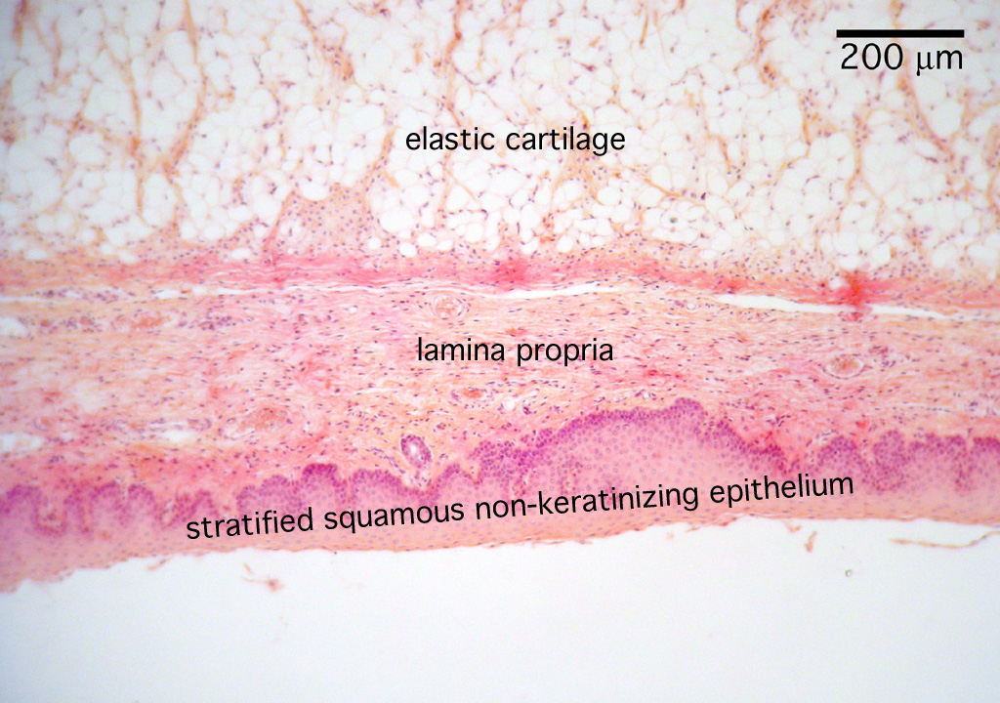 200 μm
elastic cartilage
lamina propria
stratified squamous non-keratinizing epithelium